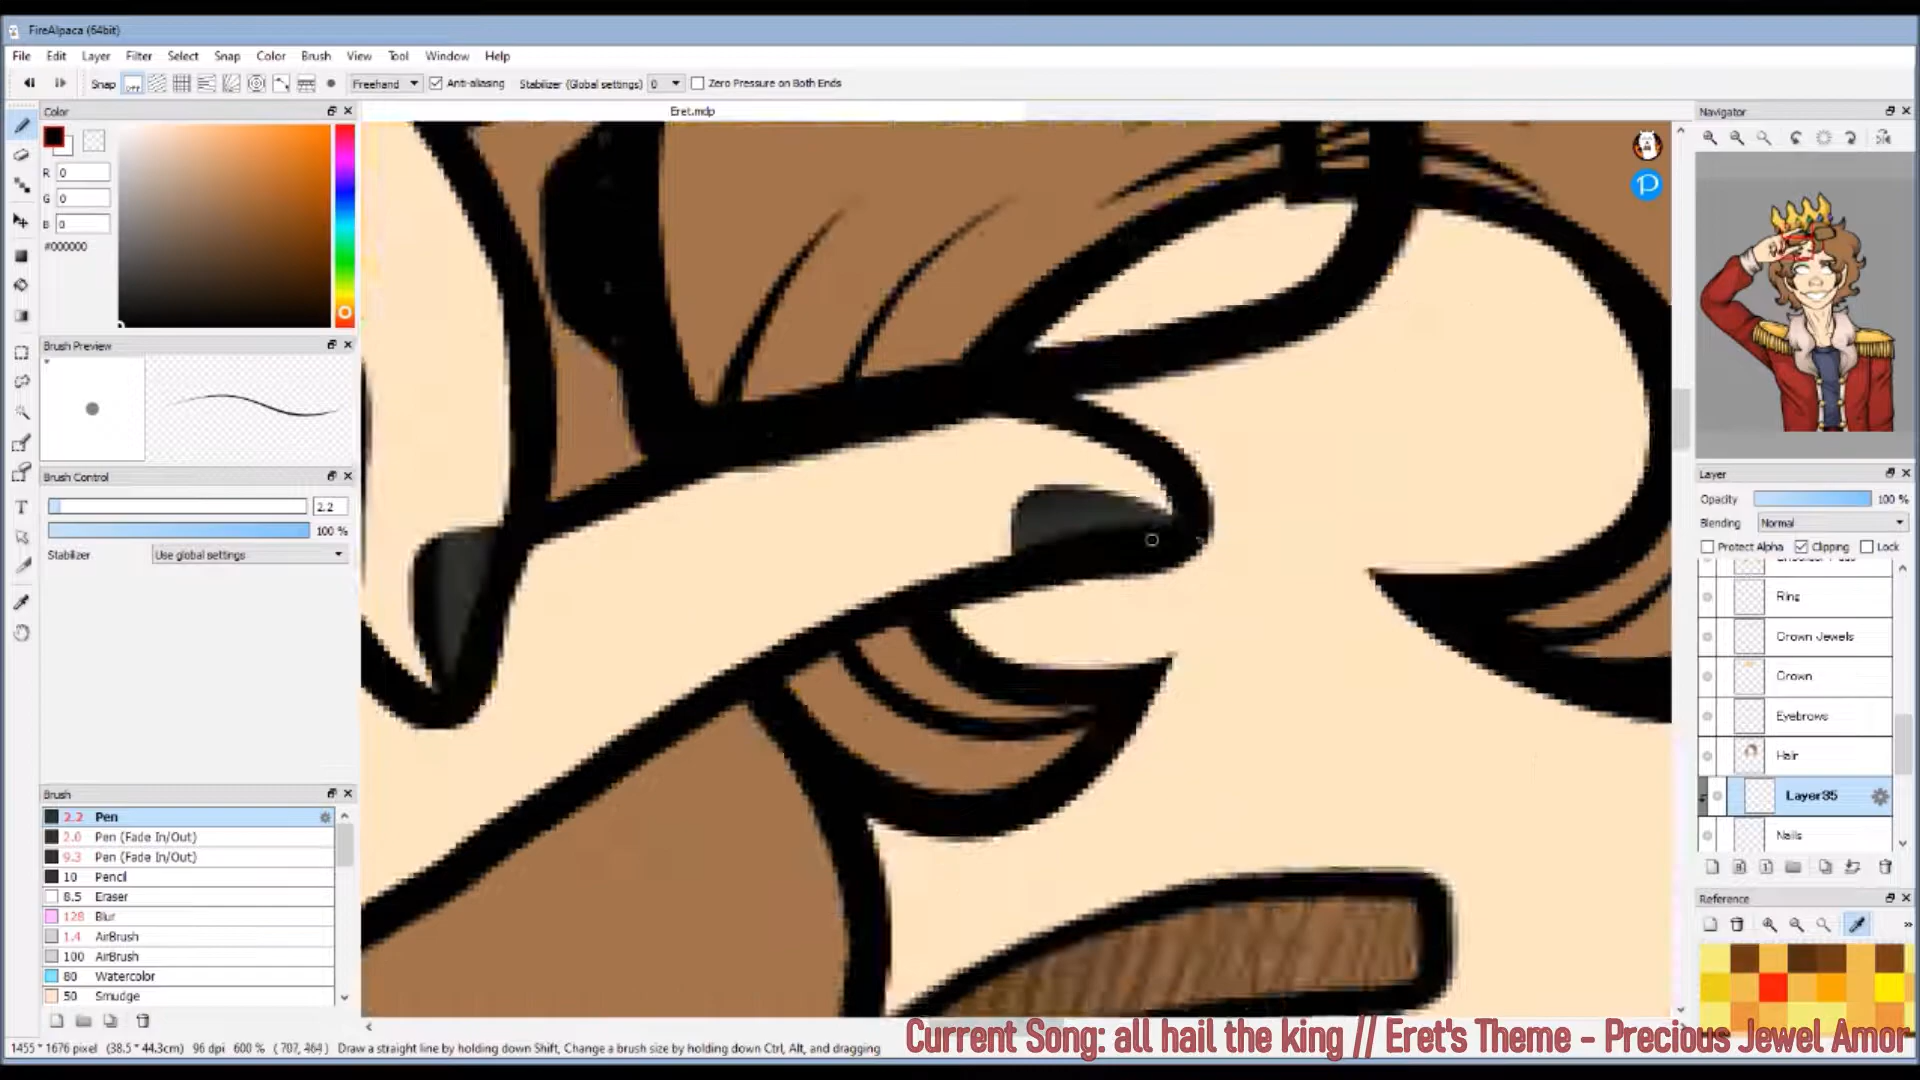 FireAlpaca (64bit)
File Edit Layer Filter Select Snap Color Brush View Tool Window Help
Snap OFF Freehand Anti-aliasing Stabilizer (Global settings) 0 Zero Pressure on Both Ends
Color
Eret.mdp
Navigator
R 0
G 0
B 0
#000000
Brush Preview
Brush Control
2.2
100 %
Stabilizer Use global settings
Layer
Opacity 100 %
Blending Normal
Protect Alpha Clipping Lock
Ring
Crown Jewels
Crown
Eyebrows
Hair
Layer35
Nails
Brush
2.2 Pen
2.0 Pen (Fade In/Out)
9.3 Pen (Fade In/Out)
10 Pencil
8.5 Eraser
128 Blur
1.4 AirBrush
100 AirBrush
80 Watercolor
50 Smudge
Reference
1455 * 1676 pixel (38.5 * 44.3cm) 96 dpi 600 % ( 707, 464 ) Draw a straight line by holding down Shift, Change a brush size by holding down Ctrl, Alt, and dragging
Current Song: all hail the king // Eret's Theme - Precious Jewel Amor